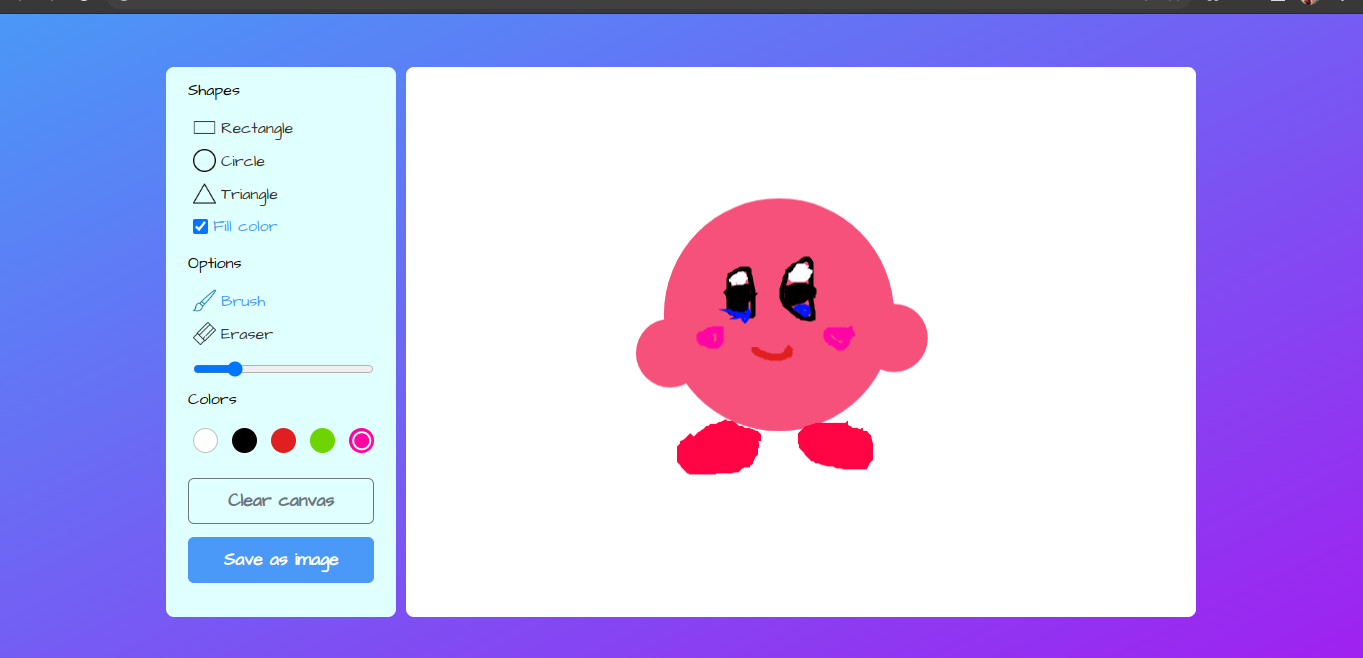 Shapes
Rectangle
Circle
Triangle
Fill color
Options
Brush
Eraser
Colors
Clear canvas
Save as image